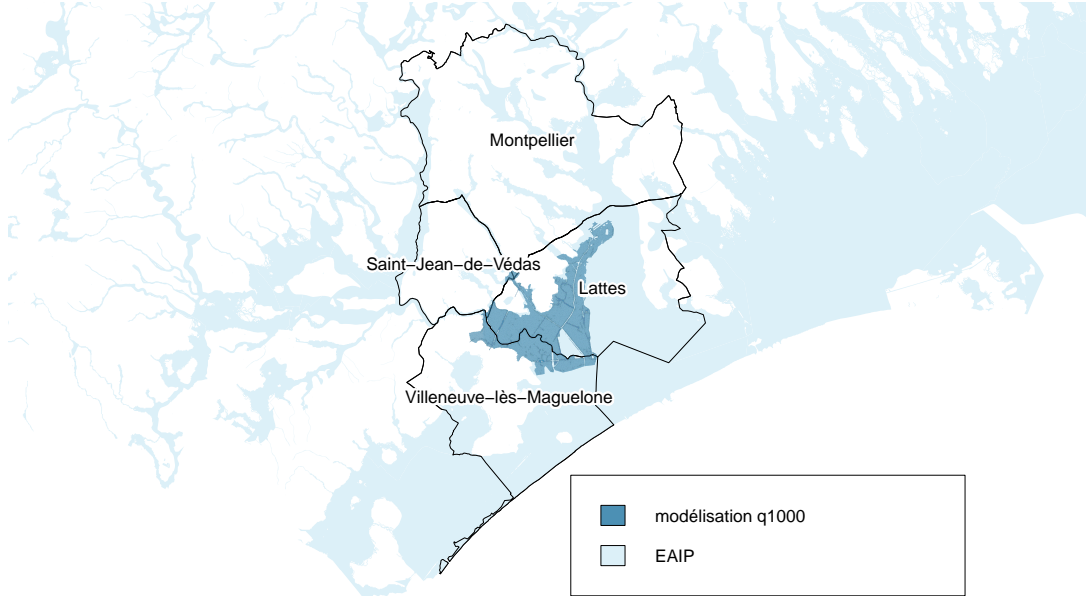 Montpellier
Saint−Jean−de−Védas
Lattes
Villeneuve−lès−Maguelone
modélisation q1000
EAIP